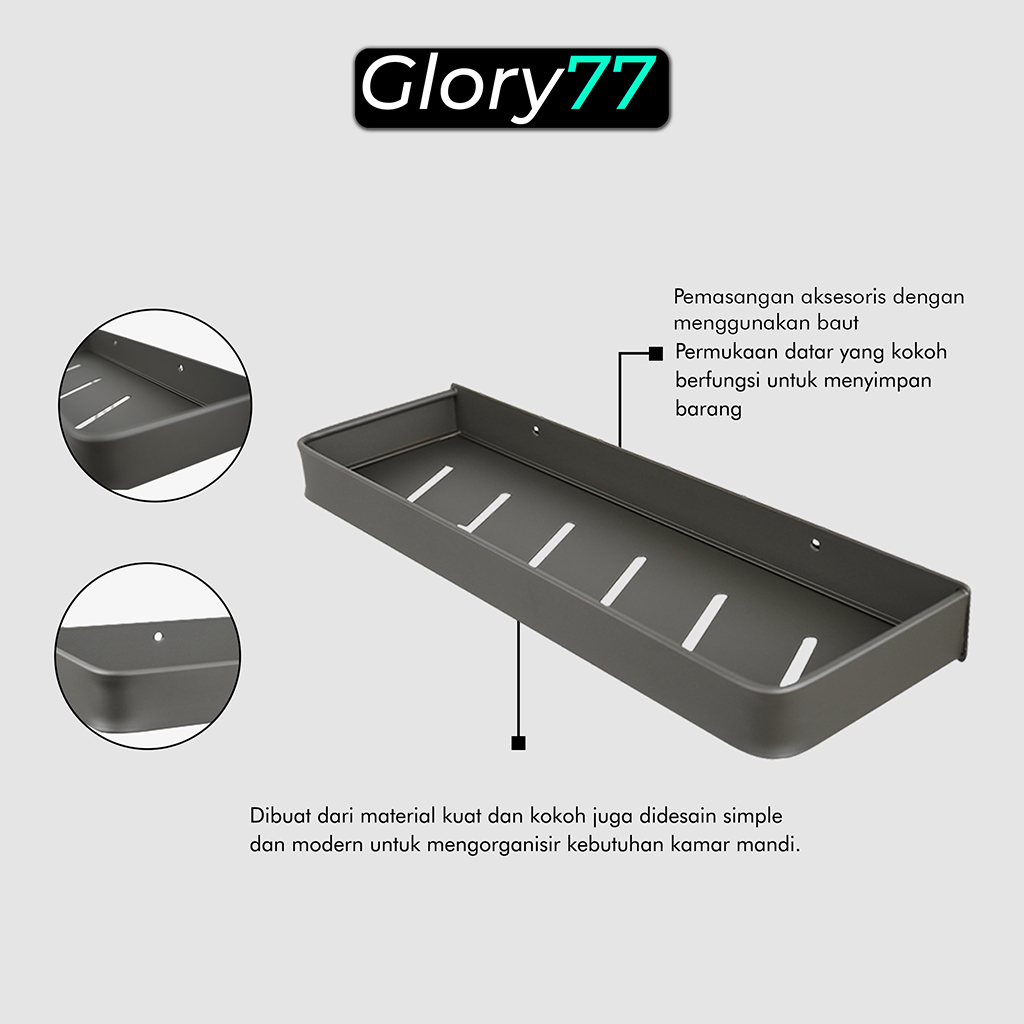 Glory77
Pemasangan aksesoris dengan
menggunakan baut
Permukaan datar yang kokoh
berfungsi untuk menyimpan
barang
Dibuat dari material kuat dan kokoh juga didesain simple
dan modern untuk mengorganisir kebutuhan kamar mandi.